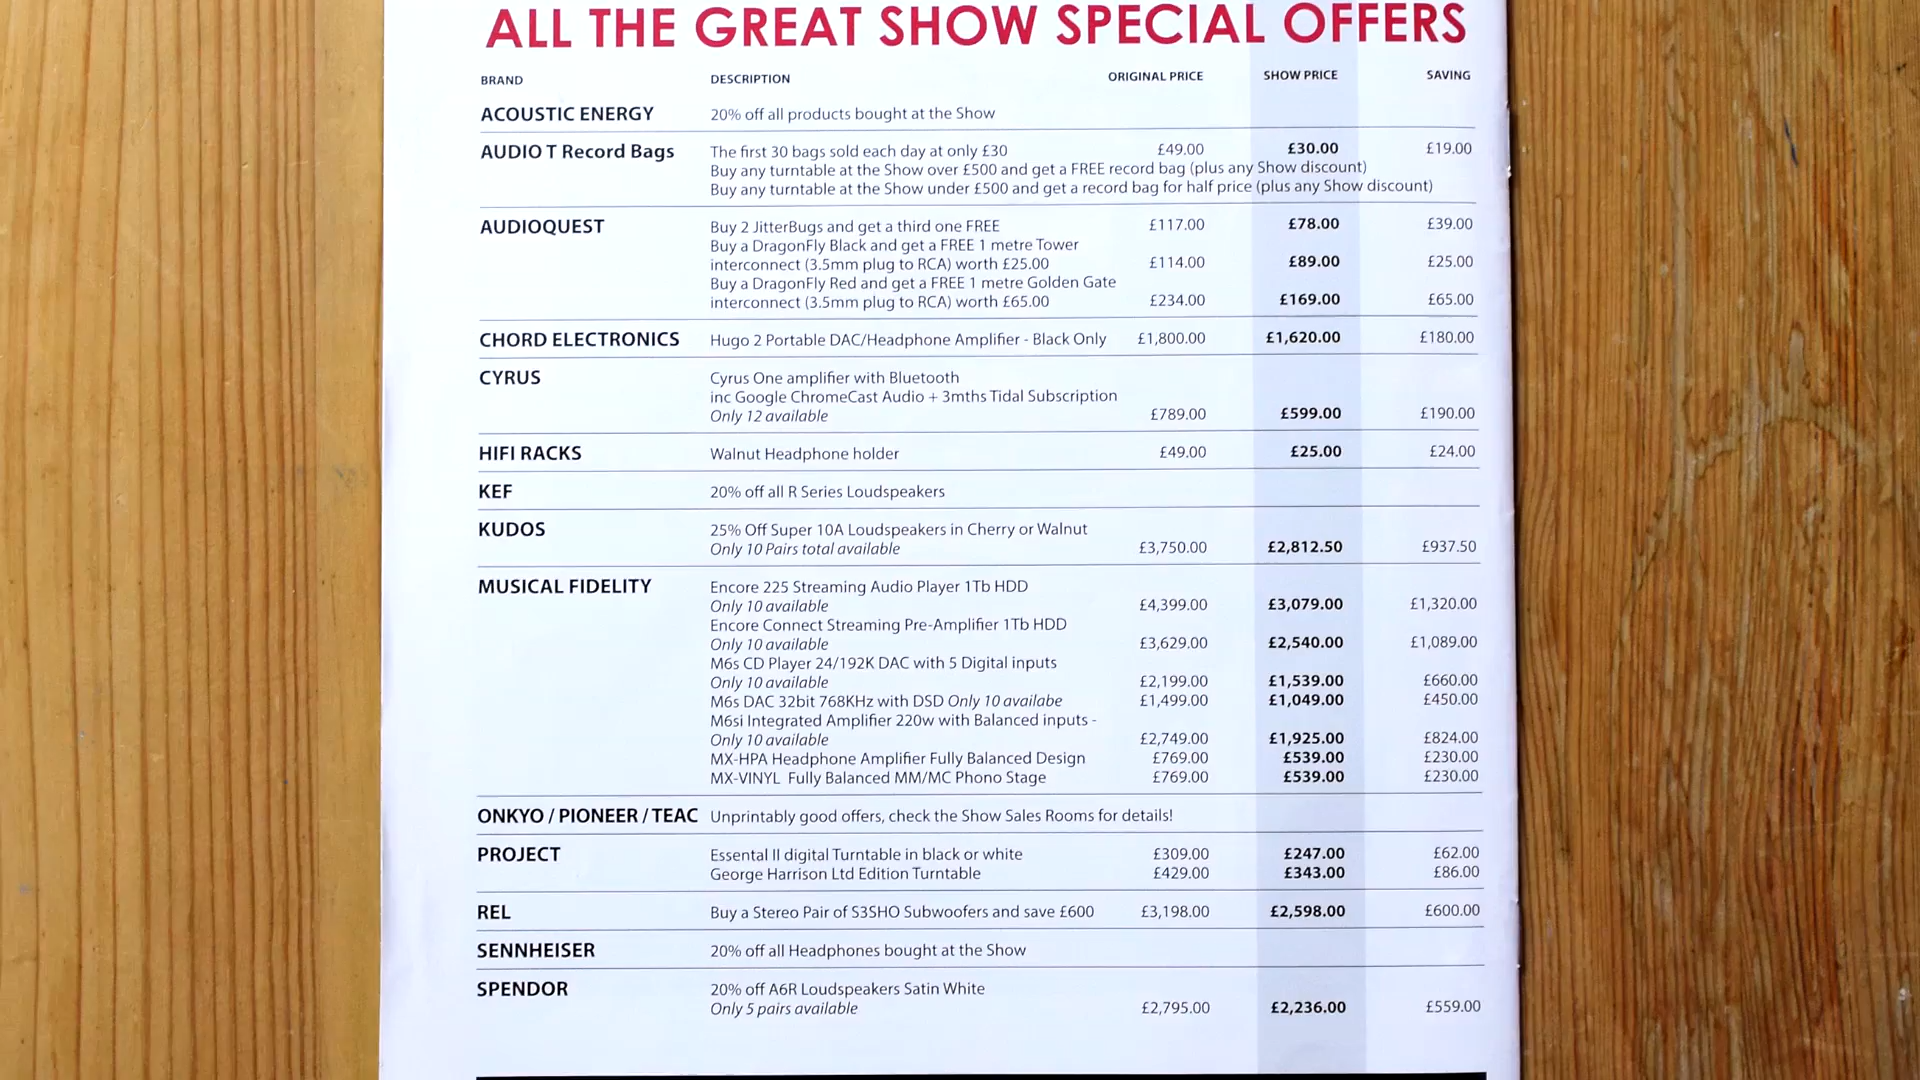 ALL THE GREAT SHOW SPECIAL OFFERS
BRAND DESCRIPTION ORIGINAL PRICE SHOW PRICE SAVING
ACOUSTIC ENERGY 20% off all products bought at the Show
AUDIO T Record Bags The first 30 bags sold each day at only £30 £49.00 £30.00 £19.00
Buy any turntable at the Show over £500 and get a FREE record bag (plus any Show discount)
Buy any turntable at the Show under £500 and get a record bag for half price (plus any Show discount)
AUDIOQUEST Buy 2 JitterBugs and get a third one FREE £117.00 £78.00 £39.00
Buy a DragonFly Black and get a FREE 1 metre Tower
interconnect (3.5mm plug to RCA) worth £25.00 £114.00 £89.00 £25.00
Buy a DragonFly Red and get a FREE 1 metre Golden Gate
interconnect (3.5mm plug to RCA) worth £65.00 £234.00 £169.00 £65.00
CHORD ELECTRONICS Hugo 2 Portable DAC/Headphone Amplifier - Black Only £1,800.00 £1,620.00 £180.00
CYRUS Cyrus One amplifier with Bluetooth
inc Google ChromeCast Audio + 3mths Tidal Subscription
Only 12 available £789.00 £599.00 £190.00
HIFI RACKS Walnut Headphone holder £49.00 £25.00 £24.00
KEF 20% off all R Series Loudspeakers
KUDOS 25% Off Super 10A Loudspeakers in Cherry or Walnut
Only 10 Pairs total available £3,750.00 £2,812.50 £937.50
MUSICAL FIDELITY Encore 225 Streaming Audio Player 1Tb HDD
Only 10 available £4,399.00 £3,079.00 £1,320.00
Encore Connect Streaming Pre-Amplifier 1Tb HDD
Only 10 available £3,629.00 £2,540.00 £1,089.00
M6s CD Player 24/192K DAC with 5 Digital inputs
Only 10 available £2,199.00 £1,539.00 £660.00
M6s DAC 32bit 768KHz with DSD Only 10 availabe £1,499.00 £1,049.00 £450.00
M6si Integrated Amplifier 220w with Balanced inputs -
Only 10 available £2,749.00 £1,925.00 £824.00
MX-HPA Headphone Amplifier Fully Balanced Design £769.00 £539.00 £230.00
MX-VINYL Fully Balanced MM/MC Phono Stage £769.00 £539.00 £230.00
ONKYO / PIONEER / TEAC Unprintably good offers, check the Show Sales Rooms for details!
PROJECT Essental II digital Turntable in black or white £309.00 £247.00 £62.00
George Harrison Ltd Edition Turntable £429.00 £343.00 £86.00
REL Buy a Stereo Pair of S3SHO Subwoofers and save £600 £3,198.00 £2,598.00 £600.00
SENNHEISER 20% off all Headphones bought at the Show
SPENDOR 20% off A6R Loudspeakers Satin White
Only 5 pairs available £2,795.00 £2,236.00 £559.00